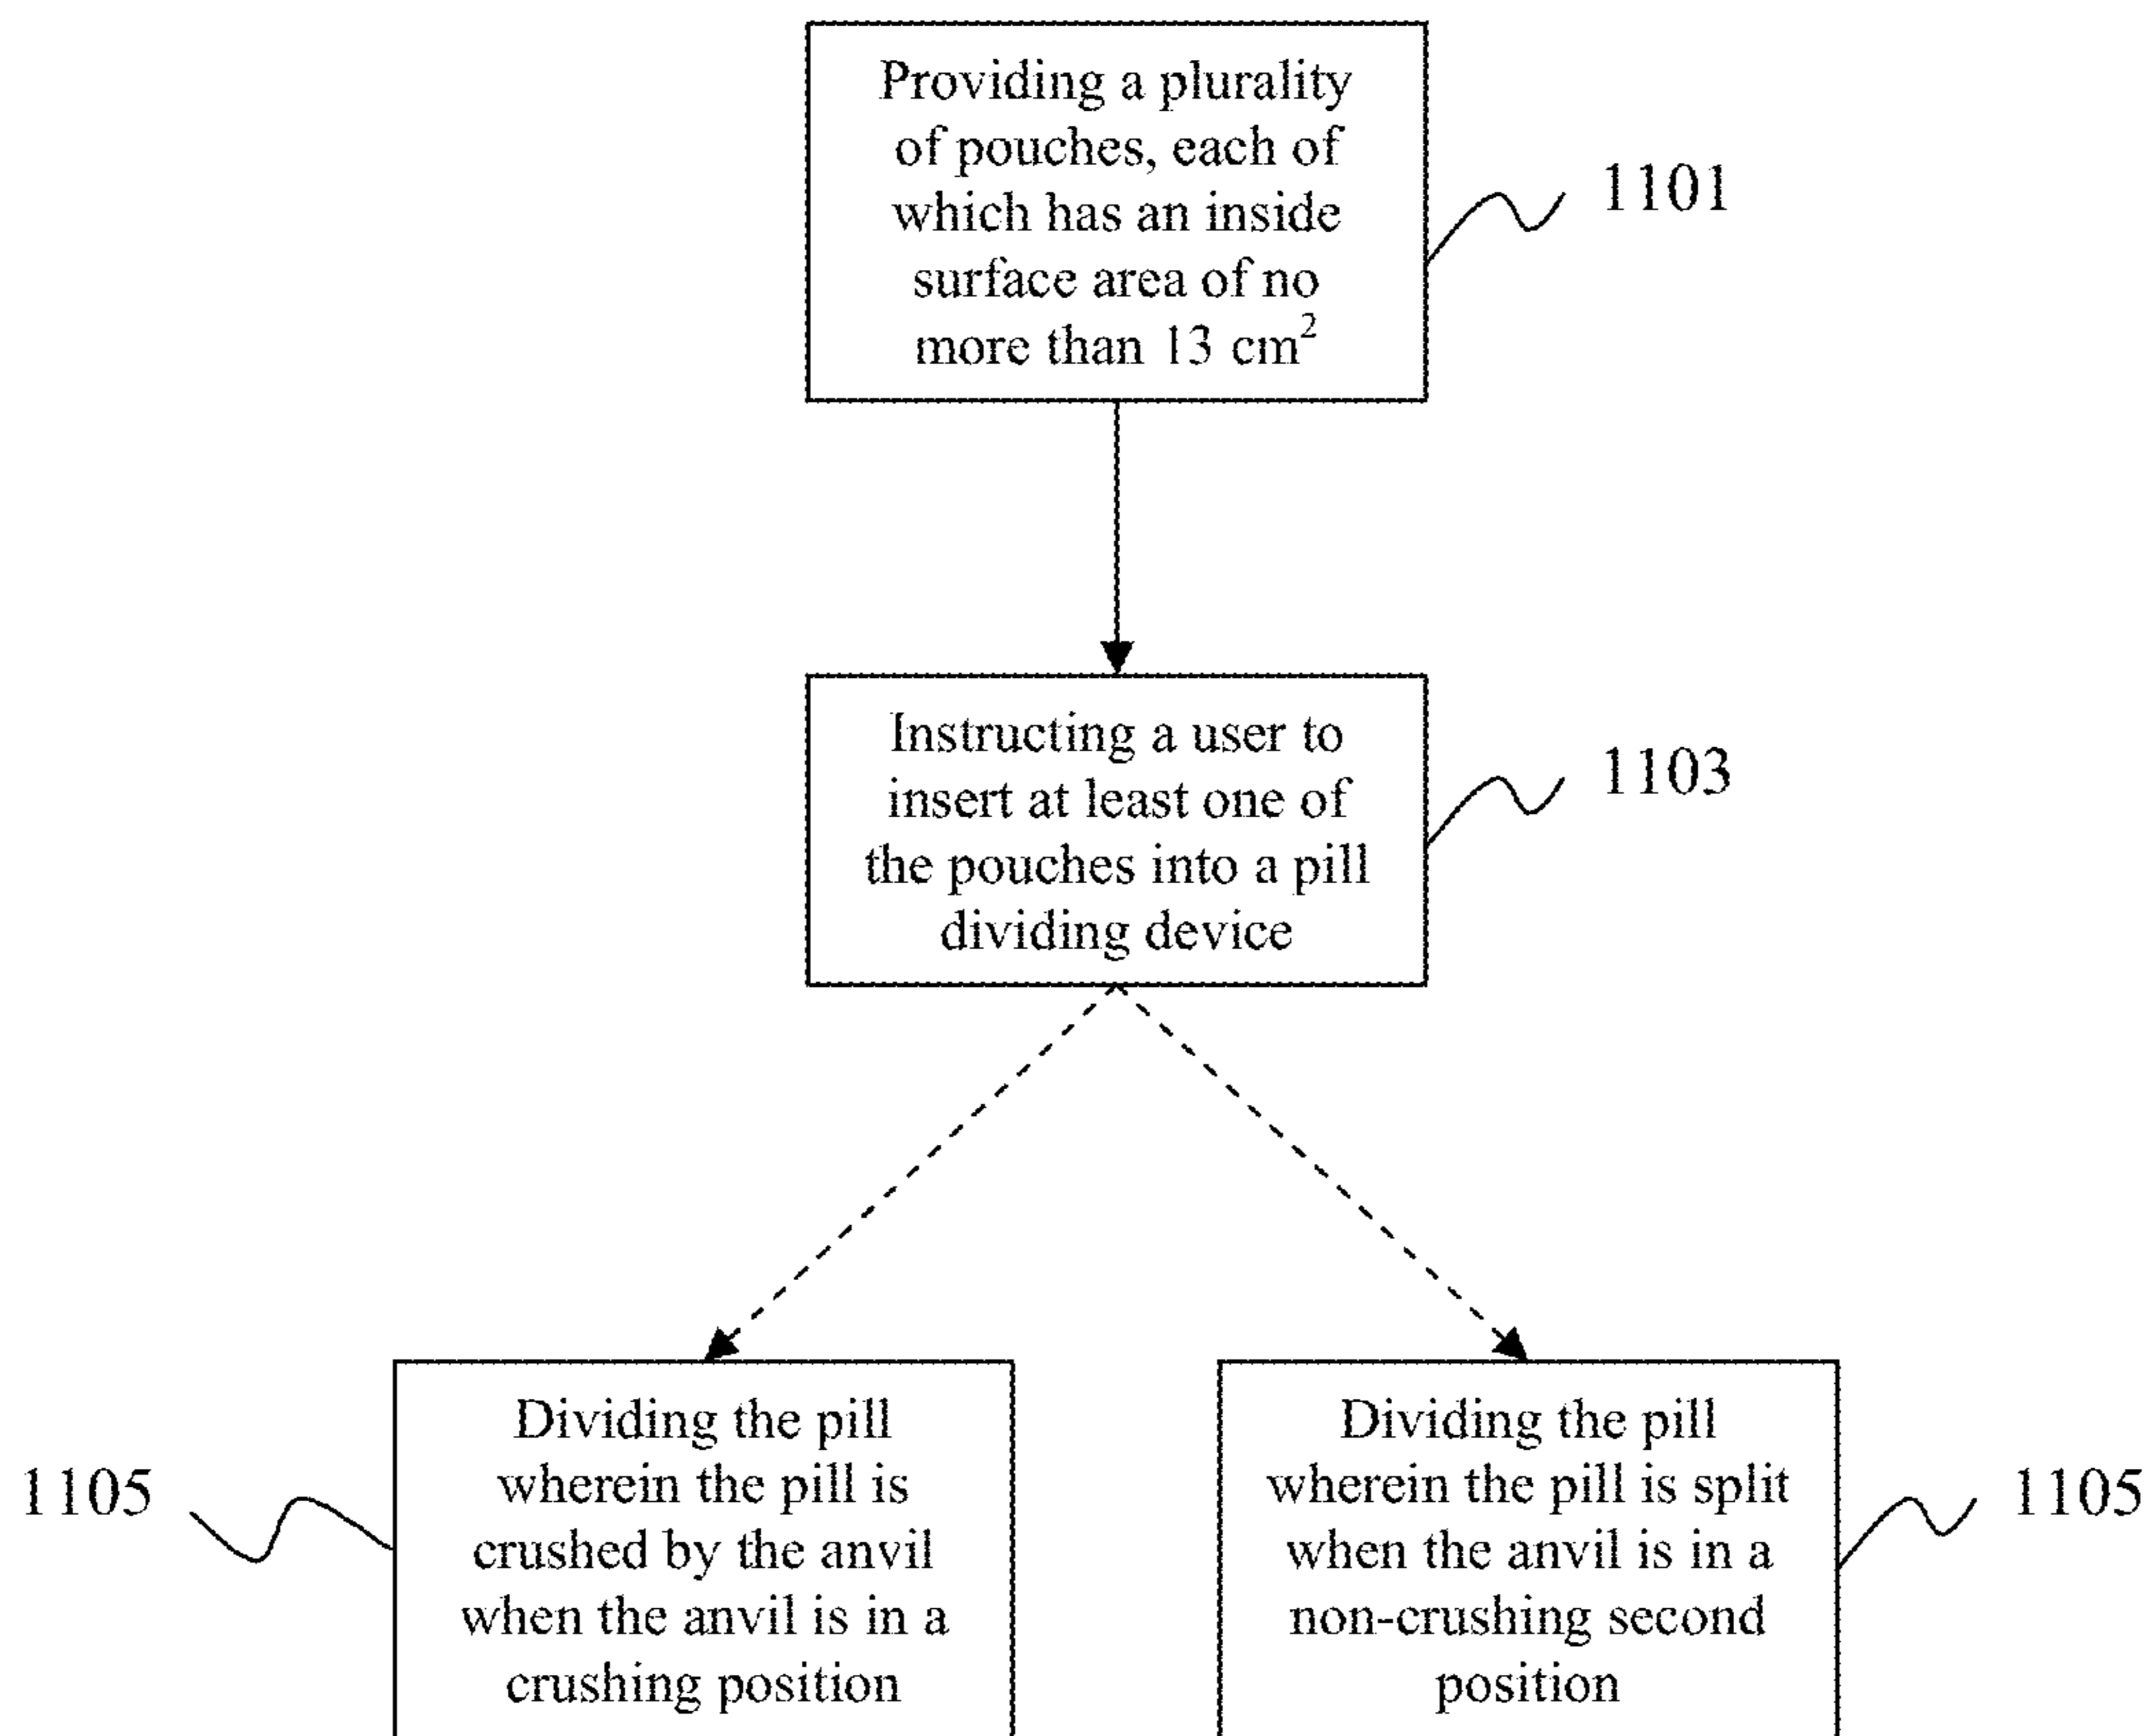 Providing a plurality
of pouches, each of
which has an inside
surface area of no
more than 13 cm²
1101
Instructing a user to
insert at least one of
the pouches into a pill
dividing device
1103
1105
Dividing the pill
wherein the pill is
crushed by the anvil
when the anvil is in a
crushing position
Dividing the pill
wherein the pill is split
when the anvil is in a
non-crushing second
position
1105